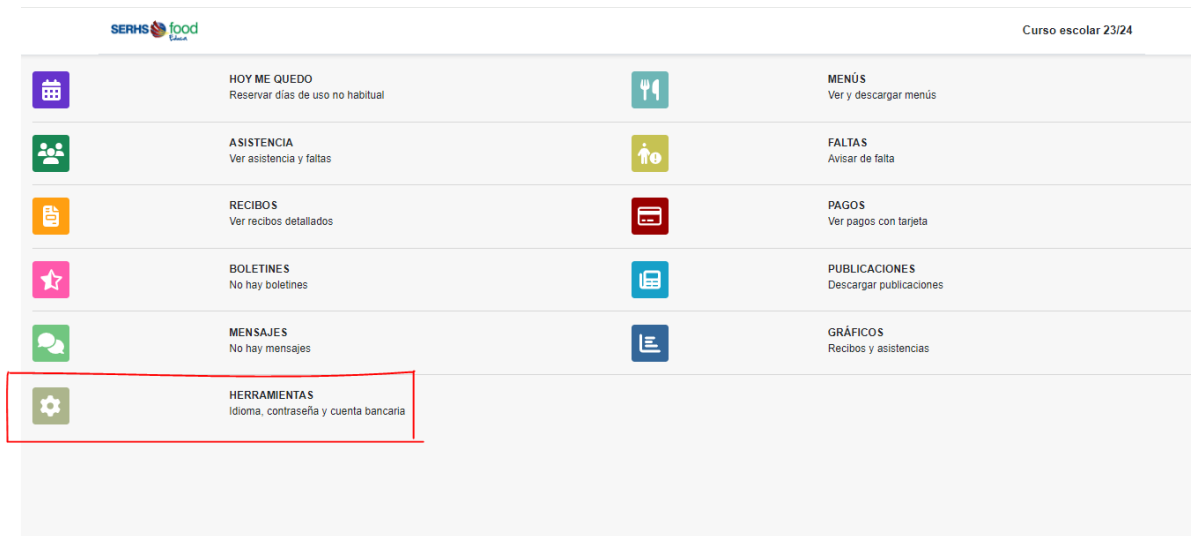 SERHS food
Educa
Curso escolar 23/24
HOY ME QUEDO
Reservar días de uso no habitual
MENÚS
Ver y descargar menús
ASISTENCIA
Ver asistencia y faltas
FALTAS
Avisar de falta
RECIBOS
Ver recibos detallados
PAGOS
Ver pagos con tarjeta
BOLETINES
No hay boletines
PUBLICACIONES
Descargar publicaciones
MENSAJES
No hay mensajes
GRÁFICOS
Recibos y asistencias
HERRAMIENTAS
Idioma, contraseña y cuenta bancaria